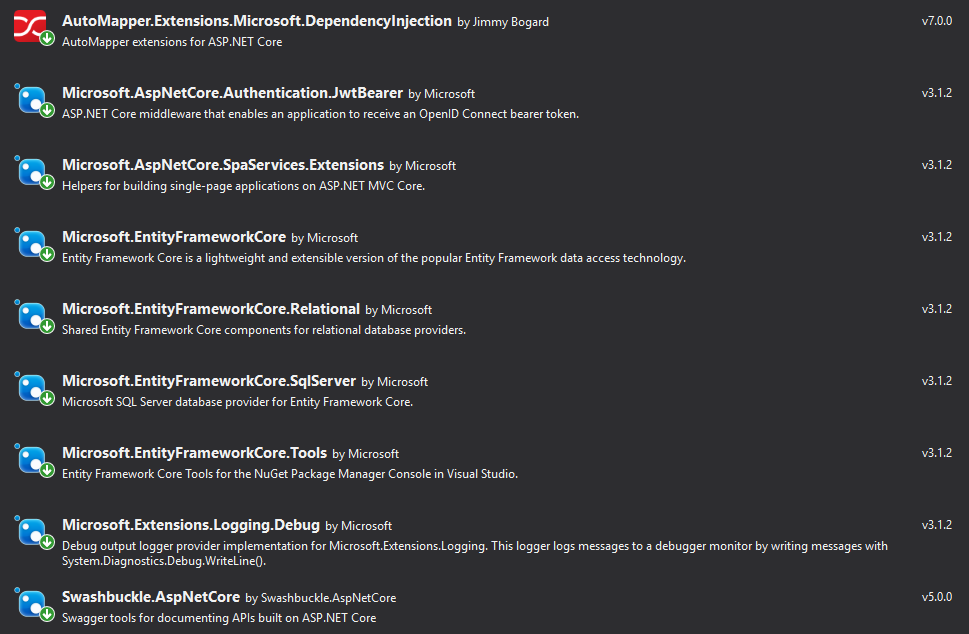 AutoMapper.Extensions.Microsoft.DependencyInjection by Jimmy Bogard v7.0.0
AutoMapper extensions for ASP.NET Core
Microsoft.AspNetCore.Authentication.JwtBearer by Microsoft v3.1.2
ASP.NET Core middleware that enables an application to receive an OpenID Connect bearer token.
Microsoft.AspNetCore.SpaServices.Extensions by Microsoft v3.1.2
Helpers for building single-page applications on ASP.NET MVC Core.
Microsoft.EntityFrameworkCore by Microsoft v3.1.2
Entity Framework Core is a lightweight and extensible version of the popular Entity Framework data access technology.
Microsoft.EntityFrameworkCore.Relational by Microsoft v3.1.2
Shared Entity Framework Core components for relational database providers.
Microsoft.EntityFrameworkCore.SqlServer by Microsoft v3.1.2
Microsoft SQL Server database provider for Entity Framework Core.
Microsoft.EntityFrameworkCore.Tools by Microsoft v3.1.2
Entity Framework Core Tools for the NuGet Package Manager Console in Visual Studio.
Microsoft.Extensions.Logging.Debug by Microsoft v3.1.2
Debug output logger provider implementation for Microsoft.Extensions.Logging. This logger logs messages to a debugger monitor by writing messages with
System.Diagnostics.Debug.WriteLine().
Swashbuckle.AspNetCore by Swashbuckle.AspNetCore v5.0.0
Swagger tools for documenting APIs built on ASP.NET Core